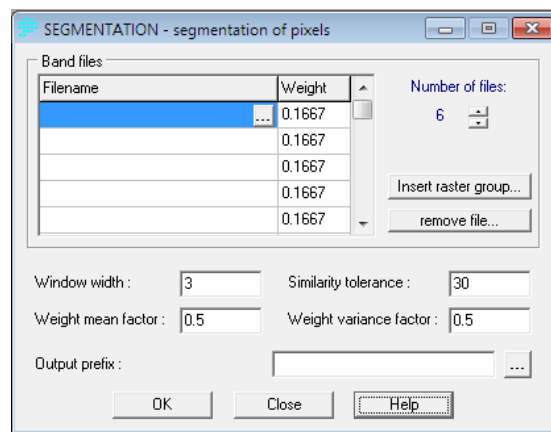 SEGMENTATION - segmentation of pixels
Band files
Filename Weight
Number of files:
... 0.1667
6
0.1667
0.1667
0.1667
Insert raster group...
0.1667
remove file...
Window width : 3 Similarity tolerance : 30
Weight mean factor : 0.5 Weight variance factor : 0.5
Output prefix : ...
OK Close Help